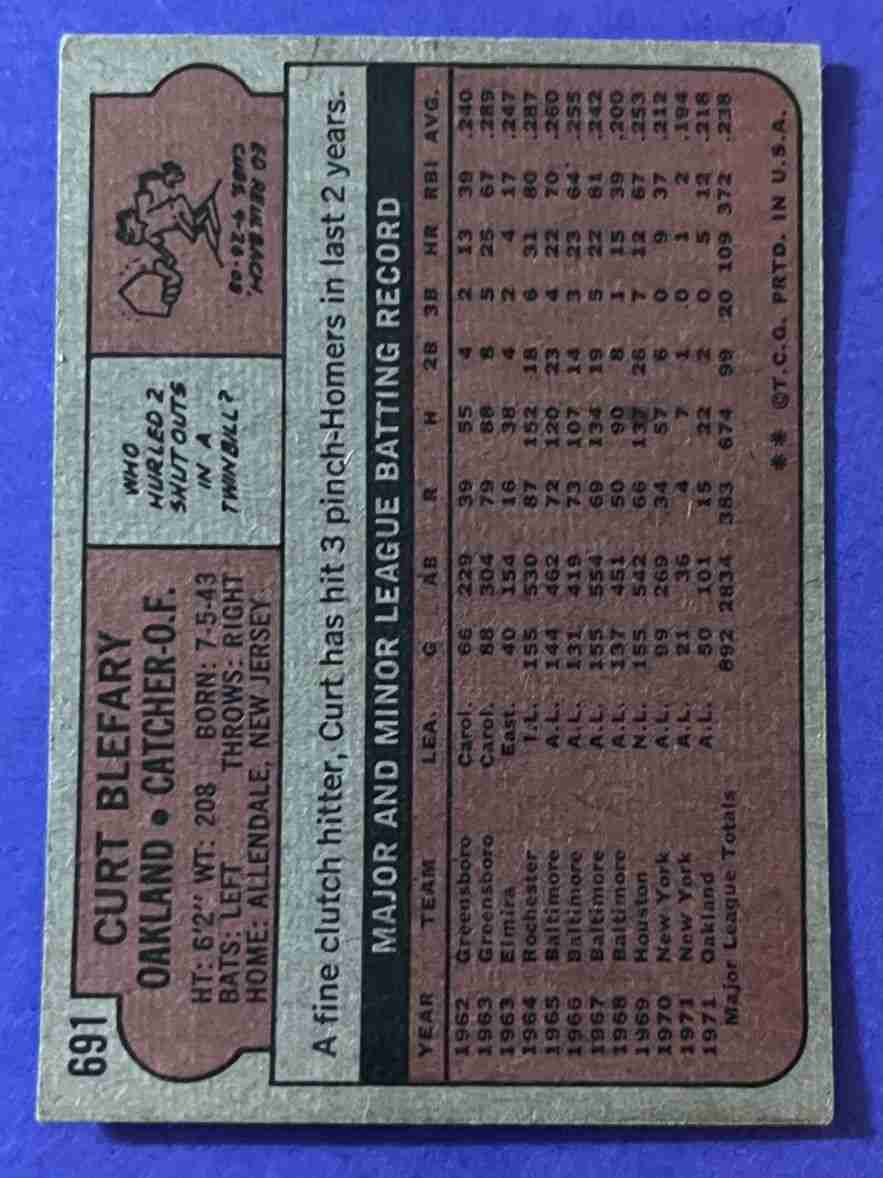 691
CURT BLEFARY
OAKLAND • CATCHER-O.F.
HT: 6'2" WT: 208 BORN: 7-5-43
BATS: LEFT THROWS: RIGHT
HOME: ALLENDALE, NEW JERSEY
WHO
HURLED 2
SHUTOUTS
IN A
TWINBILL?
ED REULBACH,
CUBS, 9-26-08
A fine clutch hitter, Curt has hit 3 pinch-Homers in last 2 years.
MAJOR AND MINOR LEAGUE BATTING RECORD
YEAR TEAM LEA. G AB R H 2B 3B HR RBI AVG.
1962 Greensboro Carol. 66 229 39 55 4 2 13 39 .240
1963 Greensboro Carol. 88 304 79 88 8 5 25 67 .289
1963 Elmira East. 40 154 16 38 4 2 4 17 .247
1964 Rochester I.L. 155 530 87 152 18 6 31 80 .287
1965 Baltimore A.L. 144 462 72 120 23 4 22 70 .260
1966 Baltimore A.L. 131 419 73 107 14 3 23 64 .255
1967 Baltimore A.L. 155 554 69 134 19 5 22 81 .242
1968 Baltimore A.L. 137 451 50 90 8 1 15 39 .200
1969 Houston N.L. 155 542 66 137 26 7 12 67 .253
1970 New York A.L. 99 269 34 57 6 0 9 37 .212
1971 New York A.L. 21 36 4 7 1 0 1 2 .194
1971 Oakland A.L. 50 101 15 22 2 0 5 12 .218
Major League Totals 892 2834 383 674 99 20 109 372 .238
** ©T.C.G. PRTD. IN U.S.A.